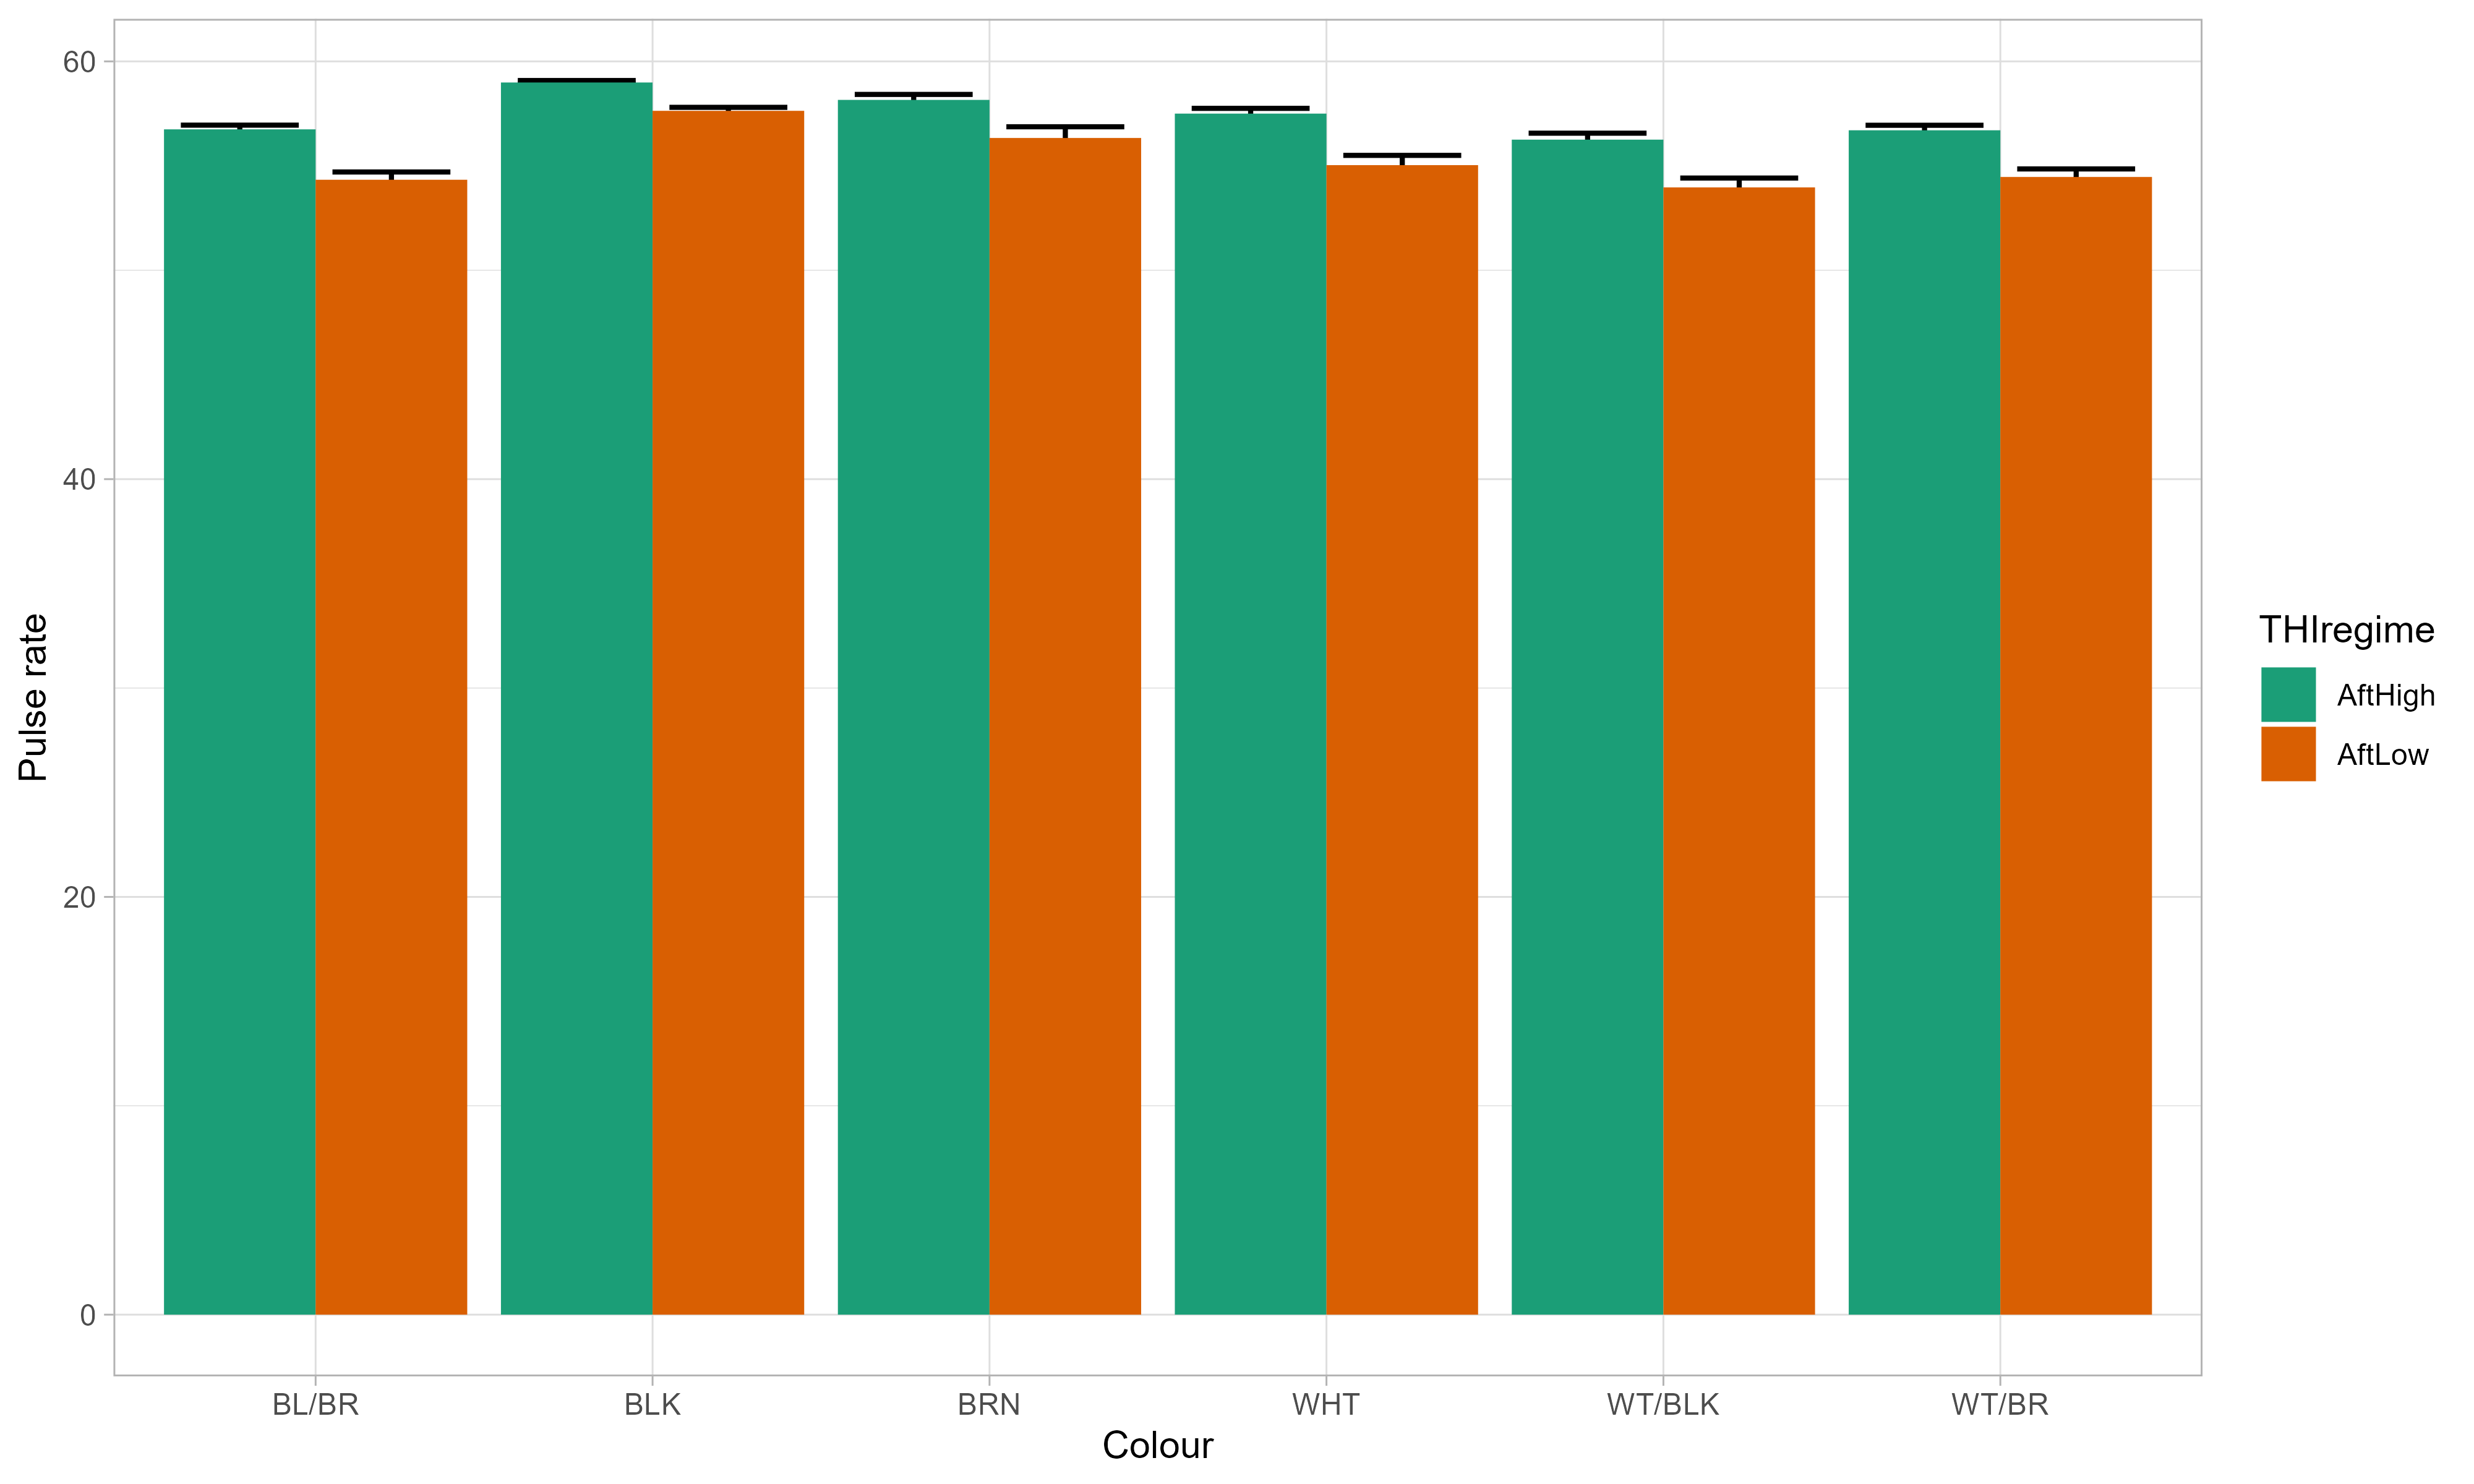 60
40
20
0
Pulse rate
BL/BR BLK BRN WHT WT/BLK WT/BR
Colour
THIregime
AftHigh
AftLow